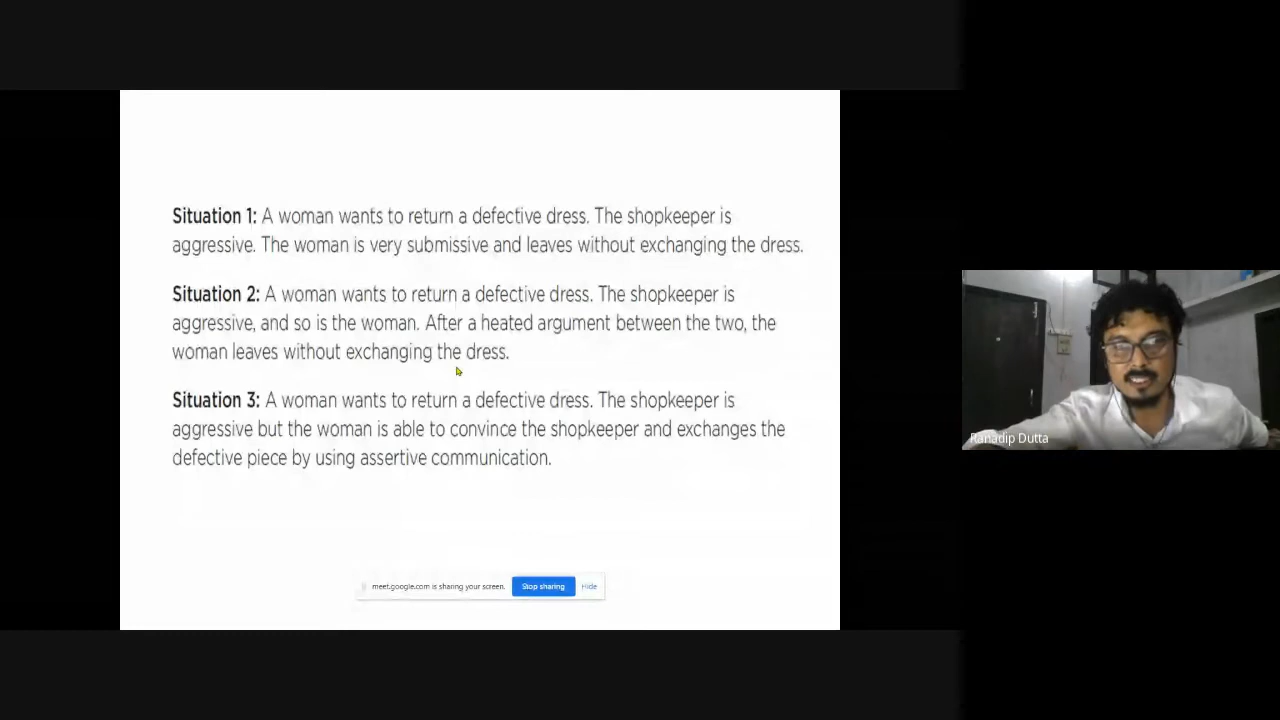 Situation 1: A woman wants to return a defective dress. The shopkeeper is
aggressive. The woman is very submissive and leaves without exchanging the dress.
Situation 2: A woman wants to return a defective dress. The shopkeeper is
aggressive, and so is the woman. After a heated argument between the two, the
woman leaves without exchanging the dress.
Situation 3: A woman wants to return a defective dress. The shopkeeper is
aggressive but the woman is able to convince the shopkeeper and exchanges the
defective piece by using assertive communication.
meet.google.com is sharing your screen. Stop sharing Hide
Ranadip Dutta